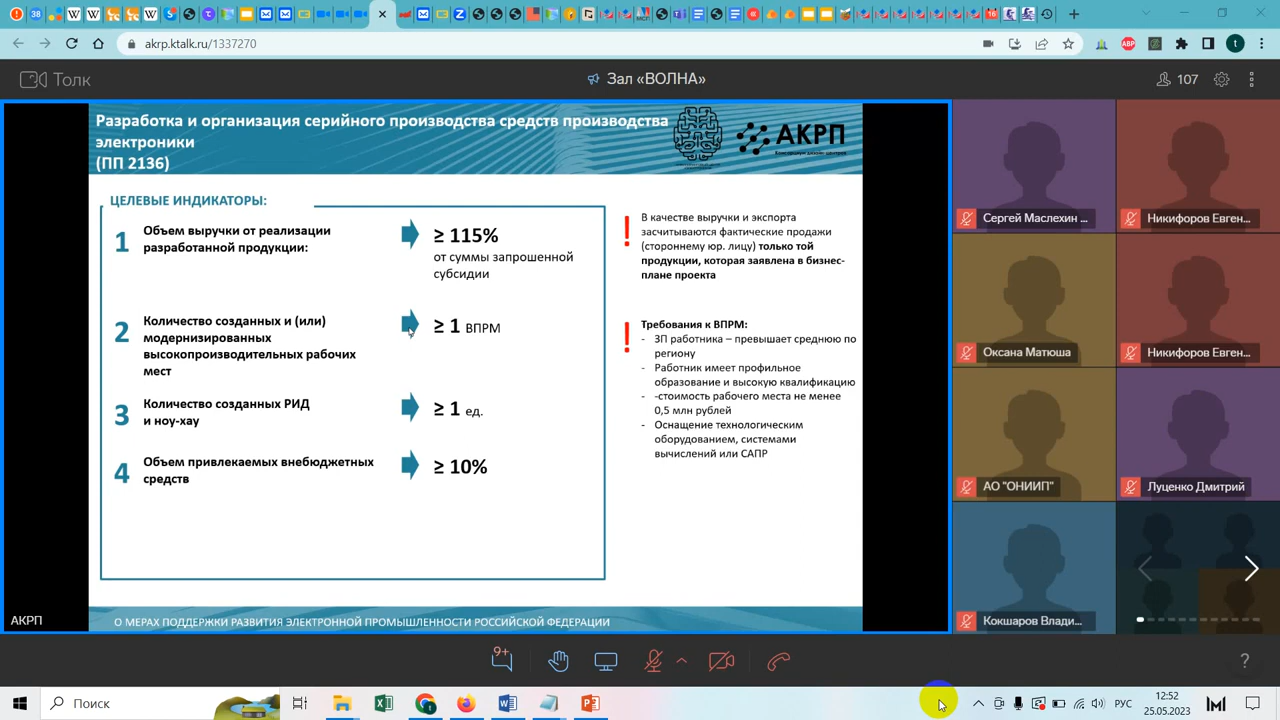 38
16
akrp.ktalk.ru/1337270
ABP
t
Толк
Зал «ВОЛНА»
107
Разработка и организация серийного производства средств производства
электроники
(ПП 2136)
АКРП
ЦЕЛЕВЫЕ ИНДИКАТОРЫ:
1
Объем выручки от реализации
разработанной продукции:
≥ 115%
от суммы запрошенной
субсидии
2
Количество созданных и (или)
модернизированных
высокопроизводительных рабочих
мест
≥ 1 ВПРМ
3
Количество созданных РИД
и ноу-хау
≥ 1 ед.
4
Объем привлекаемых внебюджетных
средств
≥ 10%
!
В качестве выручки и экспорта
засчитываются фактические продажи
(стороннему юр. лицу) только той
продукции, которая заявлена в бизнес-
плане проекта
!
Требования к ВПРМ:
- ЗП работника – превышает среднюю по
региону
- Работник имеет профильное
образование и высокую квалификацию
- -стоимость рабочего места не менее
0,5 млн рублей
- Оснащение технологическим
оборудованием, системами
вычислений или САПР
О МЕРАХ ПОДДЕРЖКИ РАЗВИТИЯ ЭЛЕКТРОННОЙ ПРОМЫШЛЕННОСТИ РОССИЙСКОЙ ФЕДЕРАЦИИ
АКРП
Сергей Маслехин ...
Никифоров Евген...
Оксана Матюша
Никифоров Евген...
АО "ОНИИП"
Луценко Дмитрий
Кокшаров Влади...
9+
?
Поиск
РУС
12:52
25.05.2023